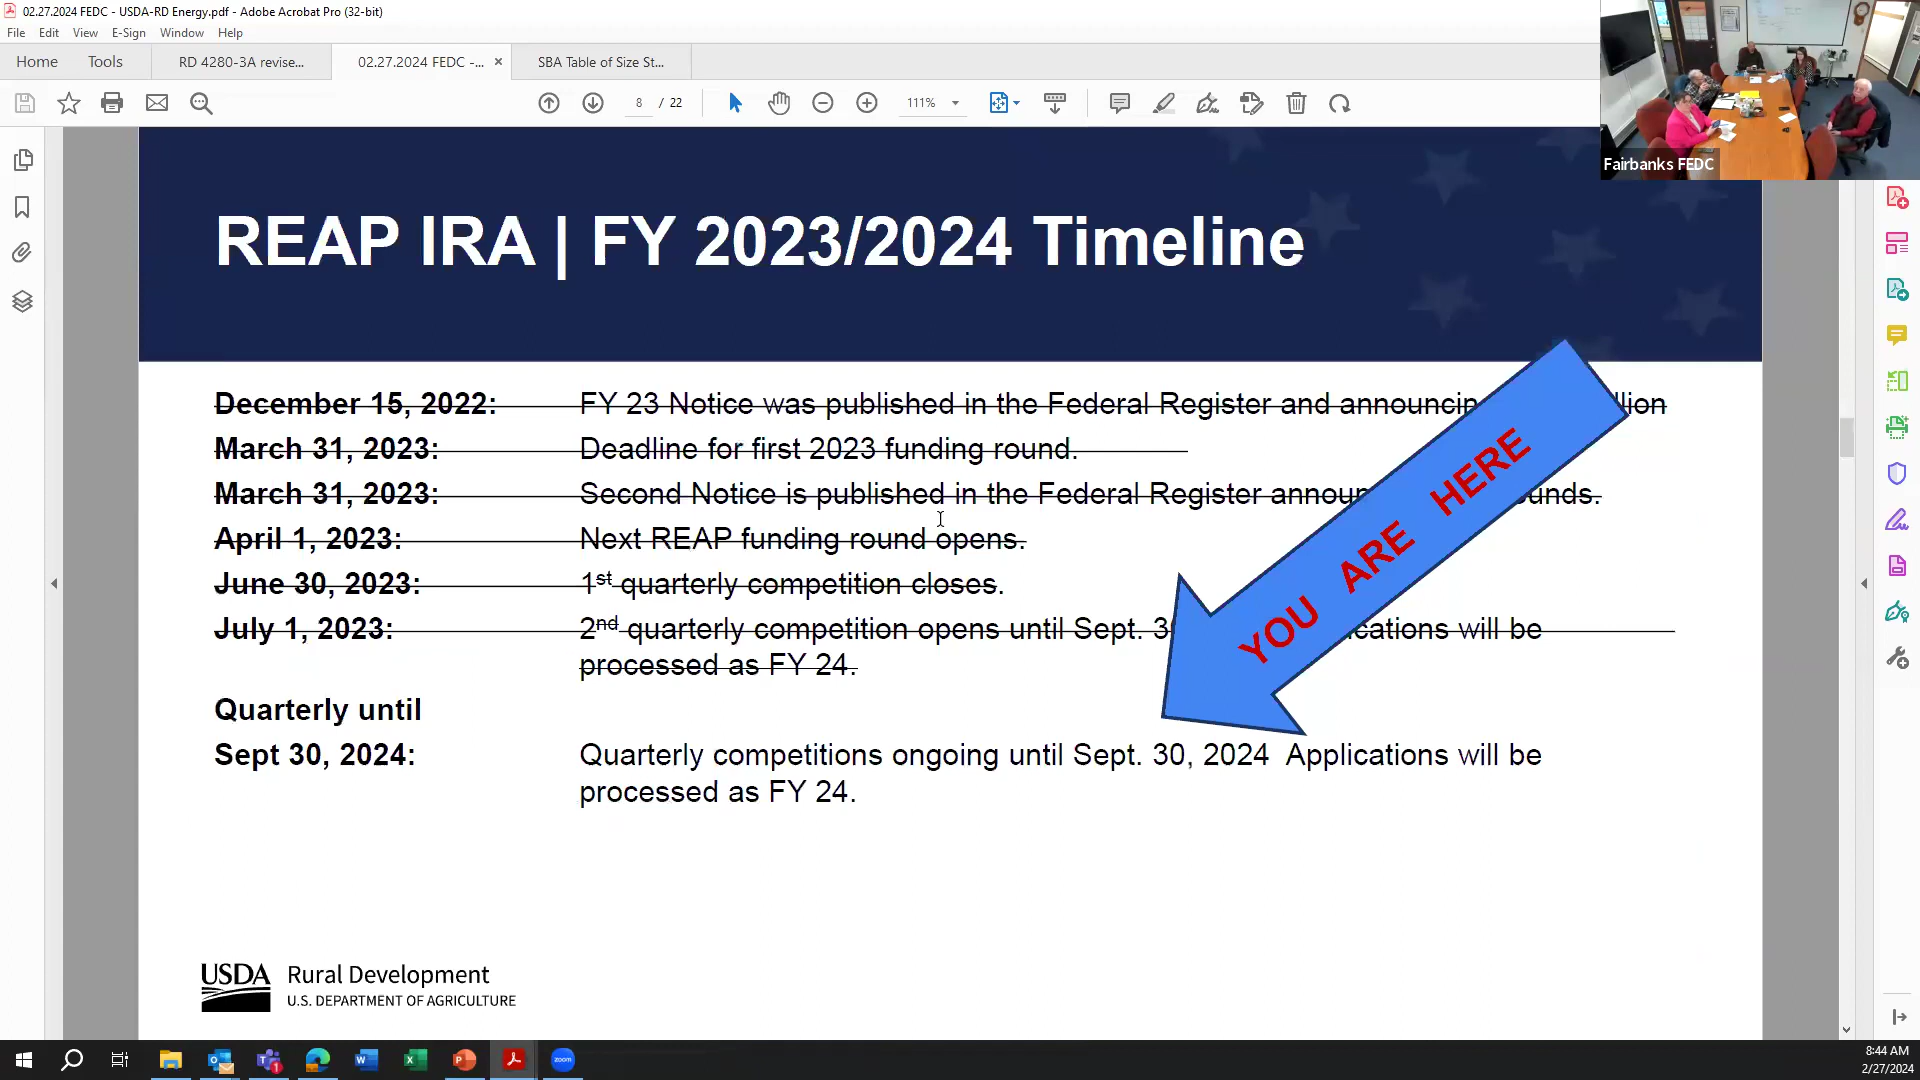 02.27.2024 FEDC - USDA-RD Energy.pdf - Adobe Acrobat Pro (32-bit)
File Edit View E-Sign Window Help
Home Tools RD 4280-3A revise... 02.27.2024 FEDC -... × SBA Table of Size St...
8 / 22 111%
Fairbanks FEDC
REAP IRA | FY 2023/2024 Timeline
December 15, 2022: FY 23 Notice was published in the Federal Register and announcin
March 31, 2023: Deadline for first 2023 funding round.
March 31, 2023: Second Notice is published in the Federal Register
April 1, 2023: Next REAP funding round opens.
June 30, 2023: 1st quarterly competition closes.
July 1, 2023: 2nd quarterly competition opens until Sept. will be
processed as FY 24.
YOU ARE HERE
Quarterly until
Sept 30, 2024: Quarterly competitions ongoing until Sept. 30, 2024 Applications will be
processed as FY 24.
USDA Rural Development
U.S. DEPARTMENT OF AGRICULTURE
zoom
8:44 AM
2/27/2024